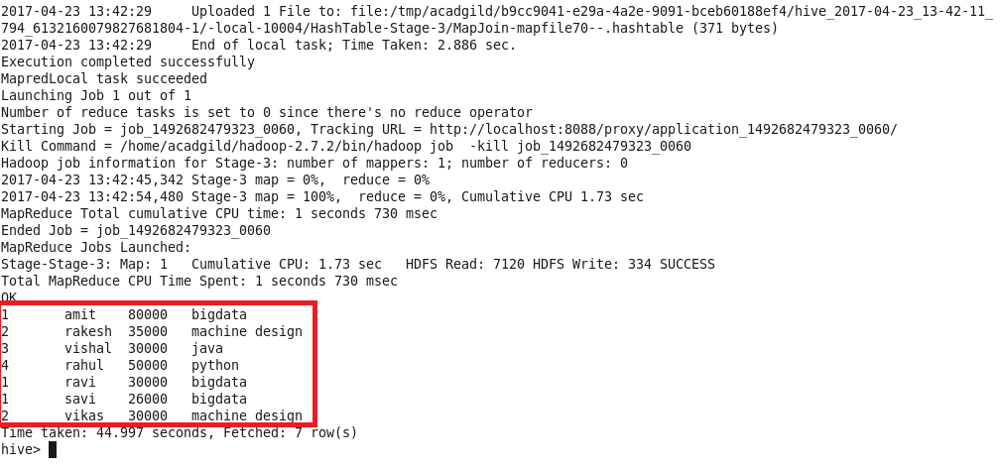 2017-04-23 13:42:29     Uploaded 1 File to: file:/tmp/acadgild/b9cc9041-e29a-4a2e-9091-bceb60188ef4/hive_2017-04-23_13-42-11_
794_6132160079827681804-1/-local-10004/HashTable-Stage-3/MapJoin-mapfile70--.hashtable (371 bytes)
2017-04-23 13:42:29     End of local task; Time Taken: 2.886 sec.
Execution completed successfully
MapredLocal task succeeded
Launching Job 1 out of 1
Number of reduce tasks is set to 0 since there's no reduce operator
Starting Job = job_1492682479323_0060, Tracking URL = http://localhost:8088/proxy/application_1492682479323_0060/
Kill Command = /home/acadgild/hadoop-2.7.2/bin/hadoop job  -kill job_1492682479323_0060
Hadoop job information for Stage-3: number of mappers: 1; number of reducers: 0
2017-04-23 13:42:45,342 Stage-3 map = 0%,  reduce = 0%
2017-04-23 13:42:54,480 Stage-3 map = 100%,  reduce = 0%, Cumulative CPU 1.73 sec
MapReduce Total cumulative CPU time: 1 seconds 730 msec
Ended Job = job_1492682479323_0060
MapReduce Jobs Launched:
Stage-Stage-3: Map: 1   Cumulative CPU: 1.73 sec   HDFS Read: 7120 HDFS Write: 334 SUCCESS
Total MapReduce CPU Time Spent: 1 seconds 730 msec
OK
1       amit    80000   bigdata
2       rakesh  35000   machine design
3       vishal  30000   java
4       rahul   50000   python
1       ravi    30000   bigdata
1       savi    26000   bigdata
2       vikas   30000   machine design
Time taken: 44.997 seconds, Fetched: 7 row(s)
hive>